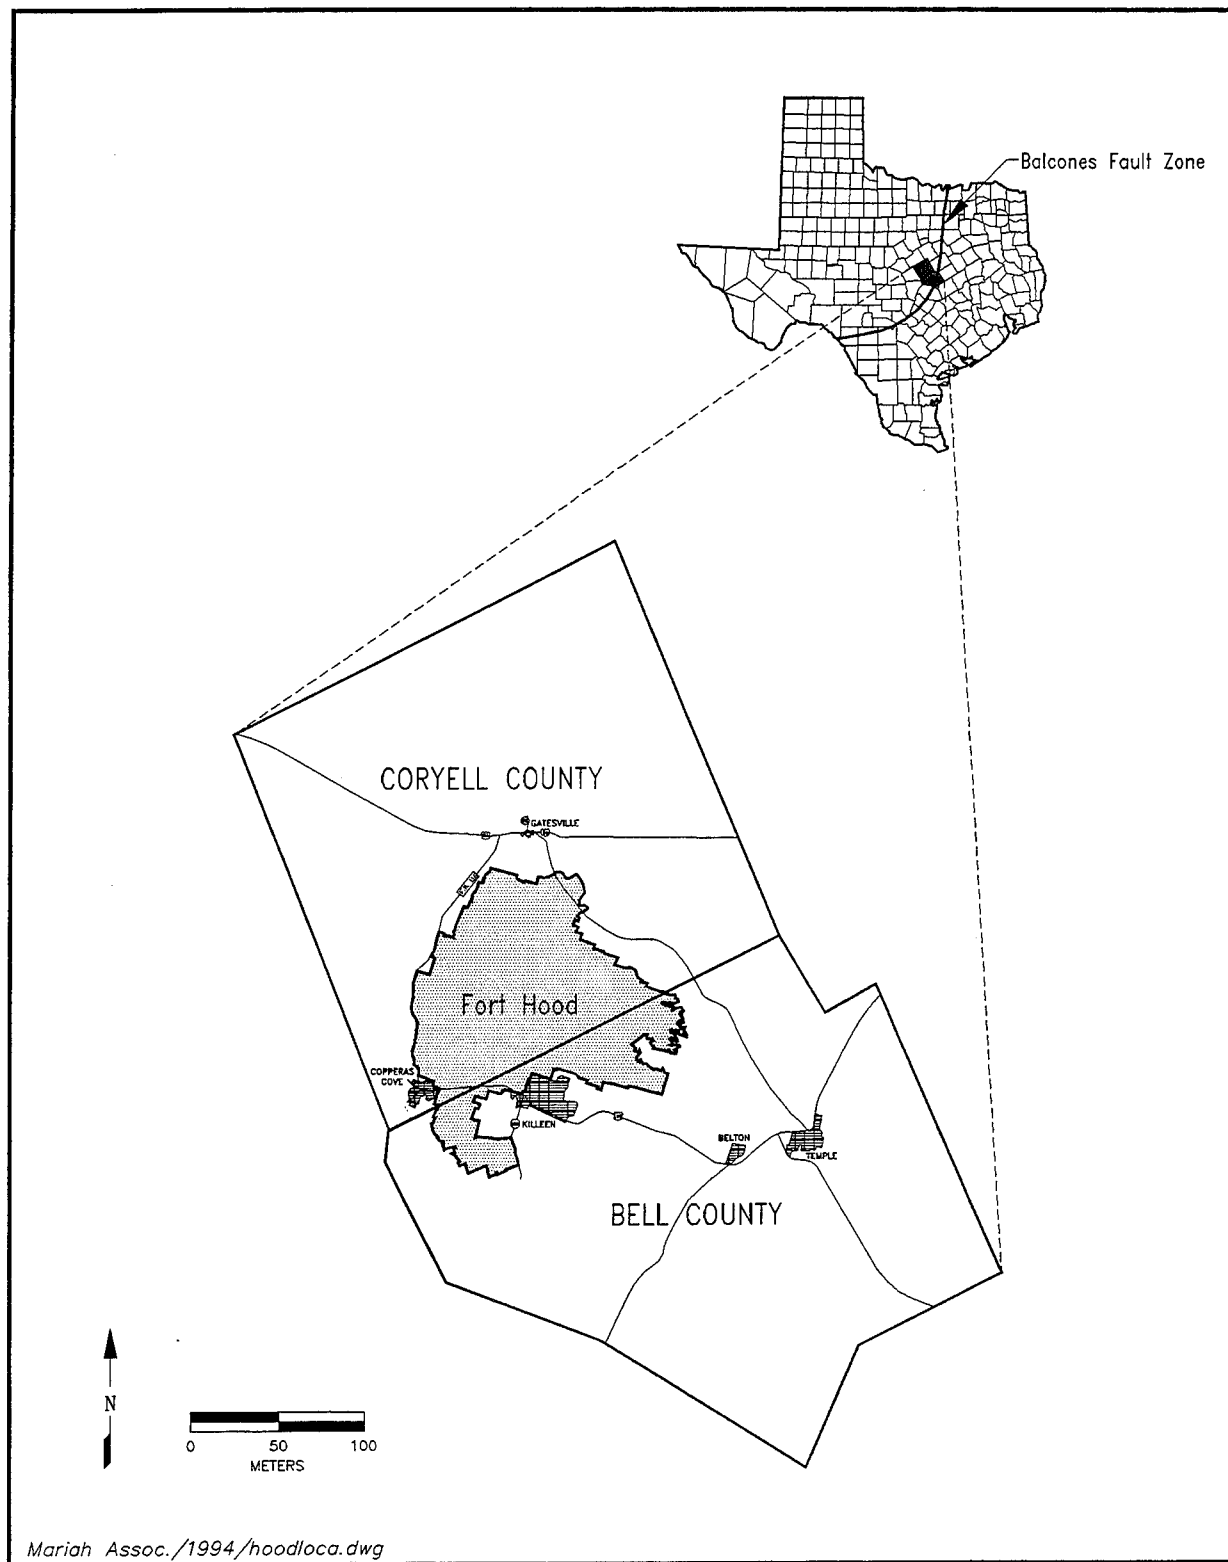 Balcones Fault Zone
CORYELL COUNTY
GATESVILLE
Fort Hood
COPPERAS
COVE
KILLEEN
BELTON
TEMPLE
BELL COUNTY
N
0 50 100
METERS
Mariah Assoc./1994/hoodloca.dwg